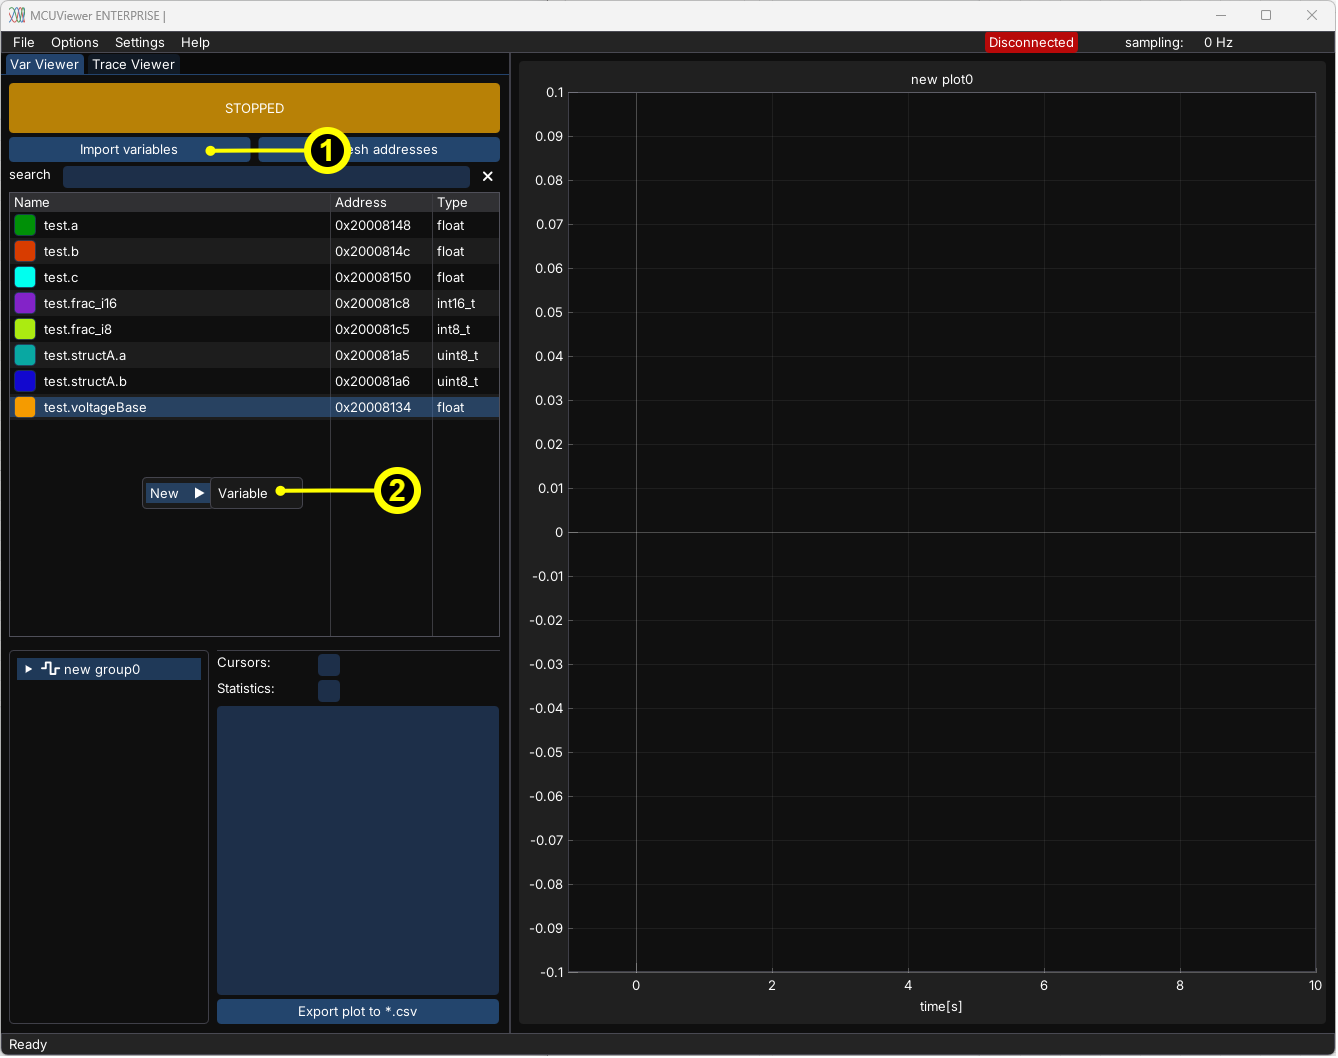 MCUViewer ENTERPRISE |
File Options Settings Help Disconnected sampling: 0 Hz
Var Viewer Trace Viewer
STOPPED
Import variables 1 esh addresses
search
Name Address Type
test.a 0x20008148 float
test.b 0x2000814c float
test.c 0x20008150 float
test.frac_i16 0x200081c8 int16_t
test.frac_i8 0x200081c5 int8_t
test.structA.a 0x200081a5 uint8_t
test.structA.b 0x200081a6 uint8_t
test.voltageBase 0x20008134 float
New Variable 2
new group0
Cursors:
Statistics:
Export plot to *.csv
new plot0
0.1
0.09
0.08
0.07
0.06
0.05
0.04
0.03
0.02
0.01
0
-0.01
-0.02
-0.03
-0.04
-0.05
-0.06
-0.07
-0.08
-0.09
-0.1
0 2 4 6 8 10
time[s]
Ready